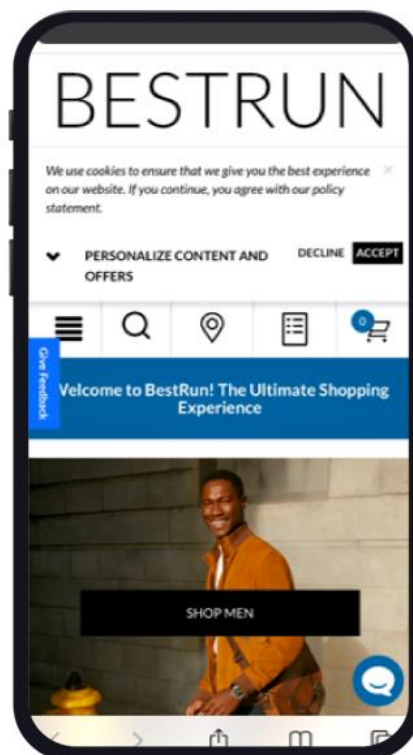 BESTRUN
We use cookies to ensure that we give you the best experience
on our website. If you continue, you agree with our policy
statement.
PERSONALIZE CONTENT AND
OFFERS
DECLINE
ACCEPT
0
Give Feedback
Welcome to BestRun! The Ultimate Shopping
Experience
SHOP MEN